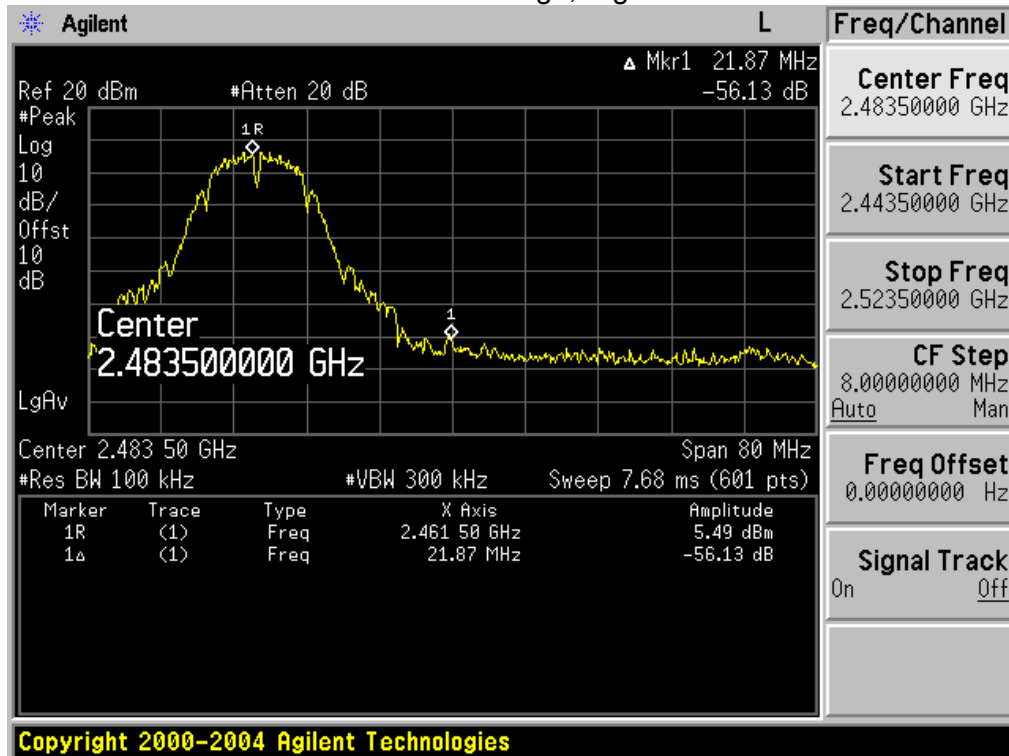 Agilent L Freq/Channel
Δ Mkr1 21.87 MHz
Ref 20 dBm #Atten 20 dB -56.13 dB
#Peak
Log
10
dB/
Offst
10
dB
1R
1
Center
2.483500000 GHz
LgAv
Center 2.483 50 GHz Span 80 MHz
#Res BW 100 kHz #VBW 300 kHz Sweep 7.68 ms (601 pts)
Marker Trace Type X Axis Amplitude
1R (1) Freq 2.461 50 GHz 5.49 dBm
1Δ (1) Freq 21.87 MHz -56.13 dB
Center Freq
2.48350000 GHz
Start Freq
2.44350000 GHz
Stop Freq
2.52350000 GHz
CF Step
8.00000000 MHz
Auto Man
Freq Offset
0.00000000 Hz
Signal Track
On Off
Copyright 2000-2004 Agilent Technologies